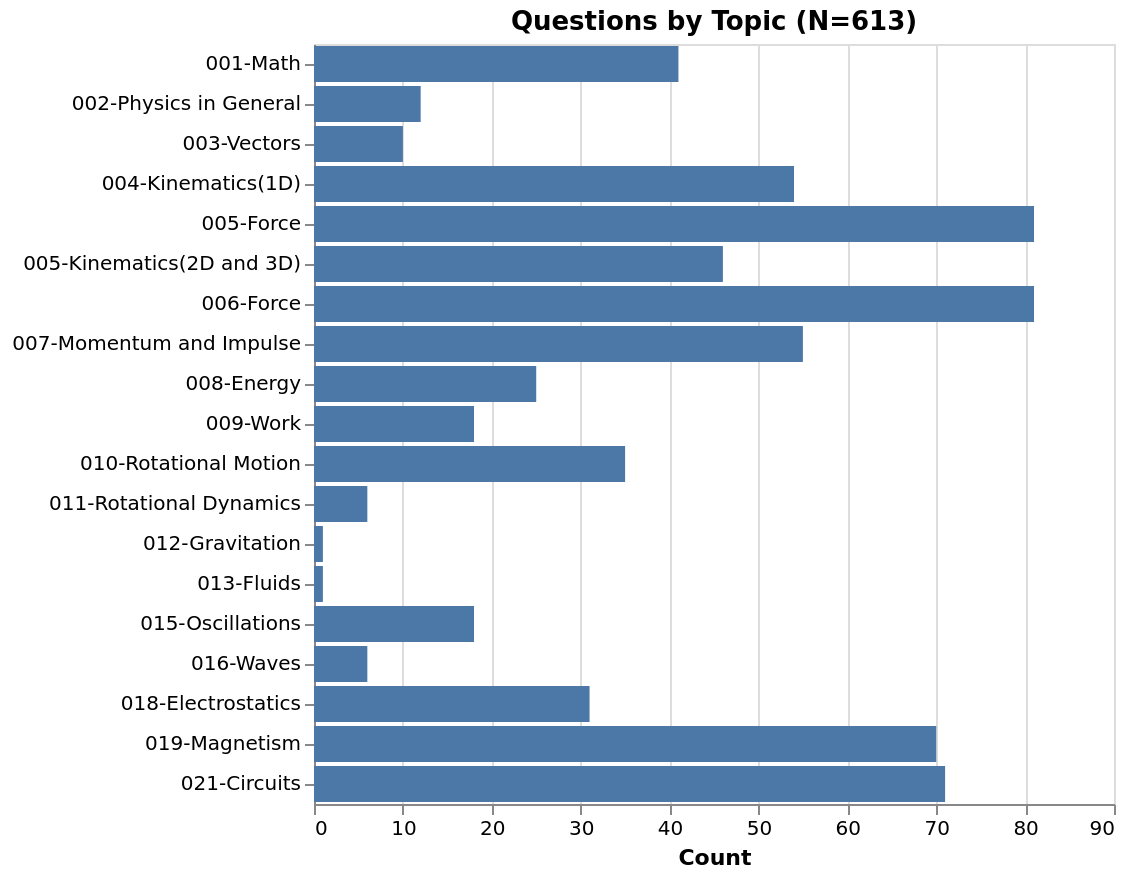 Questions by Topic (N=613)
001-Math
002-Physics in General
003-Vectors
004-Kinematics(1D)
005-Force
005-Kinematics(2D and 3D)
006-Force
007-Momentum and Impulse
008-Energy
009-Work
010-Rotational Motion
011-Rotational Dynamics
012-Gravitation
013-Fluids
015-Oscillations
016-Waves
018-Electrostatics
019-Magnetism
021-Circuits
0 10 20 30 40 50 60 70 80 90
Count